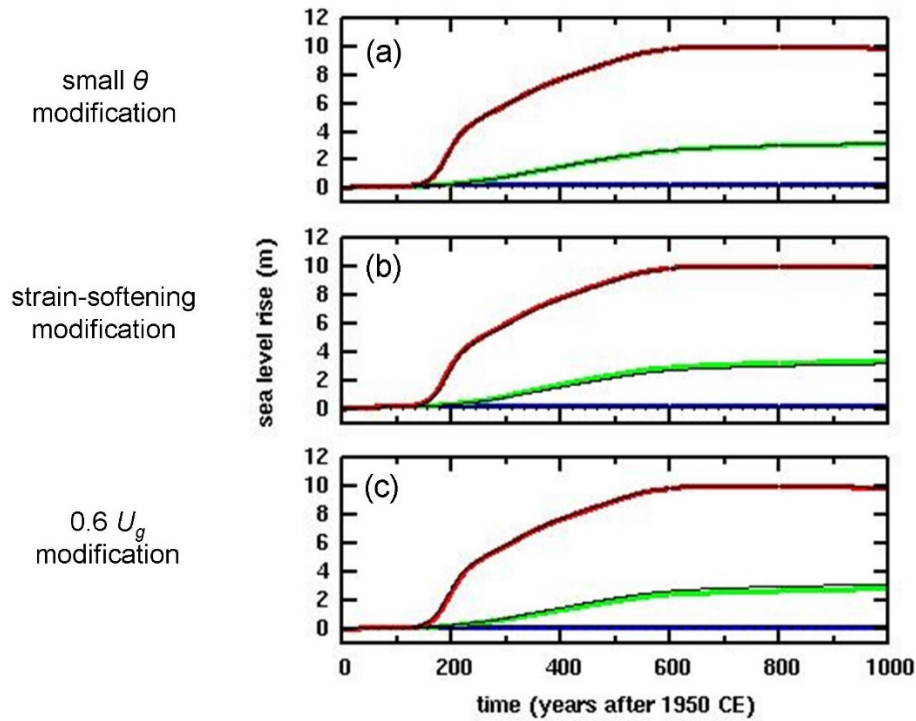 small θ
modification
12
10
8
6
4
2
0
(a)
strain-softening
modification
12
10
8
6
4
2
0
(b)
0.6 U_g
modification
12
10
8
6
4
2
0
(c)
sea level rise (m)
0 200 400 600 800 1000
time (years after 1950 CE)